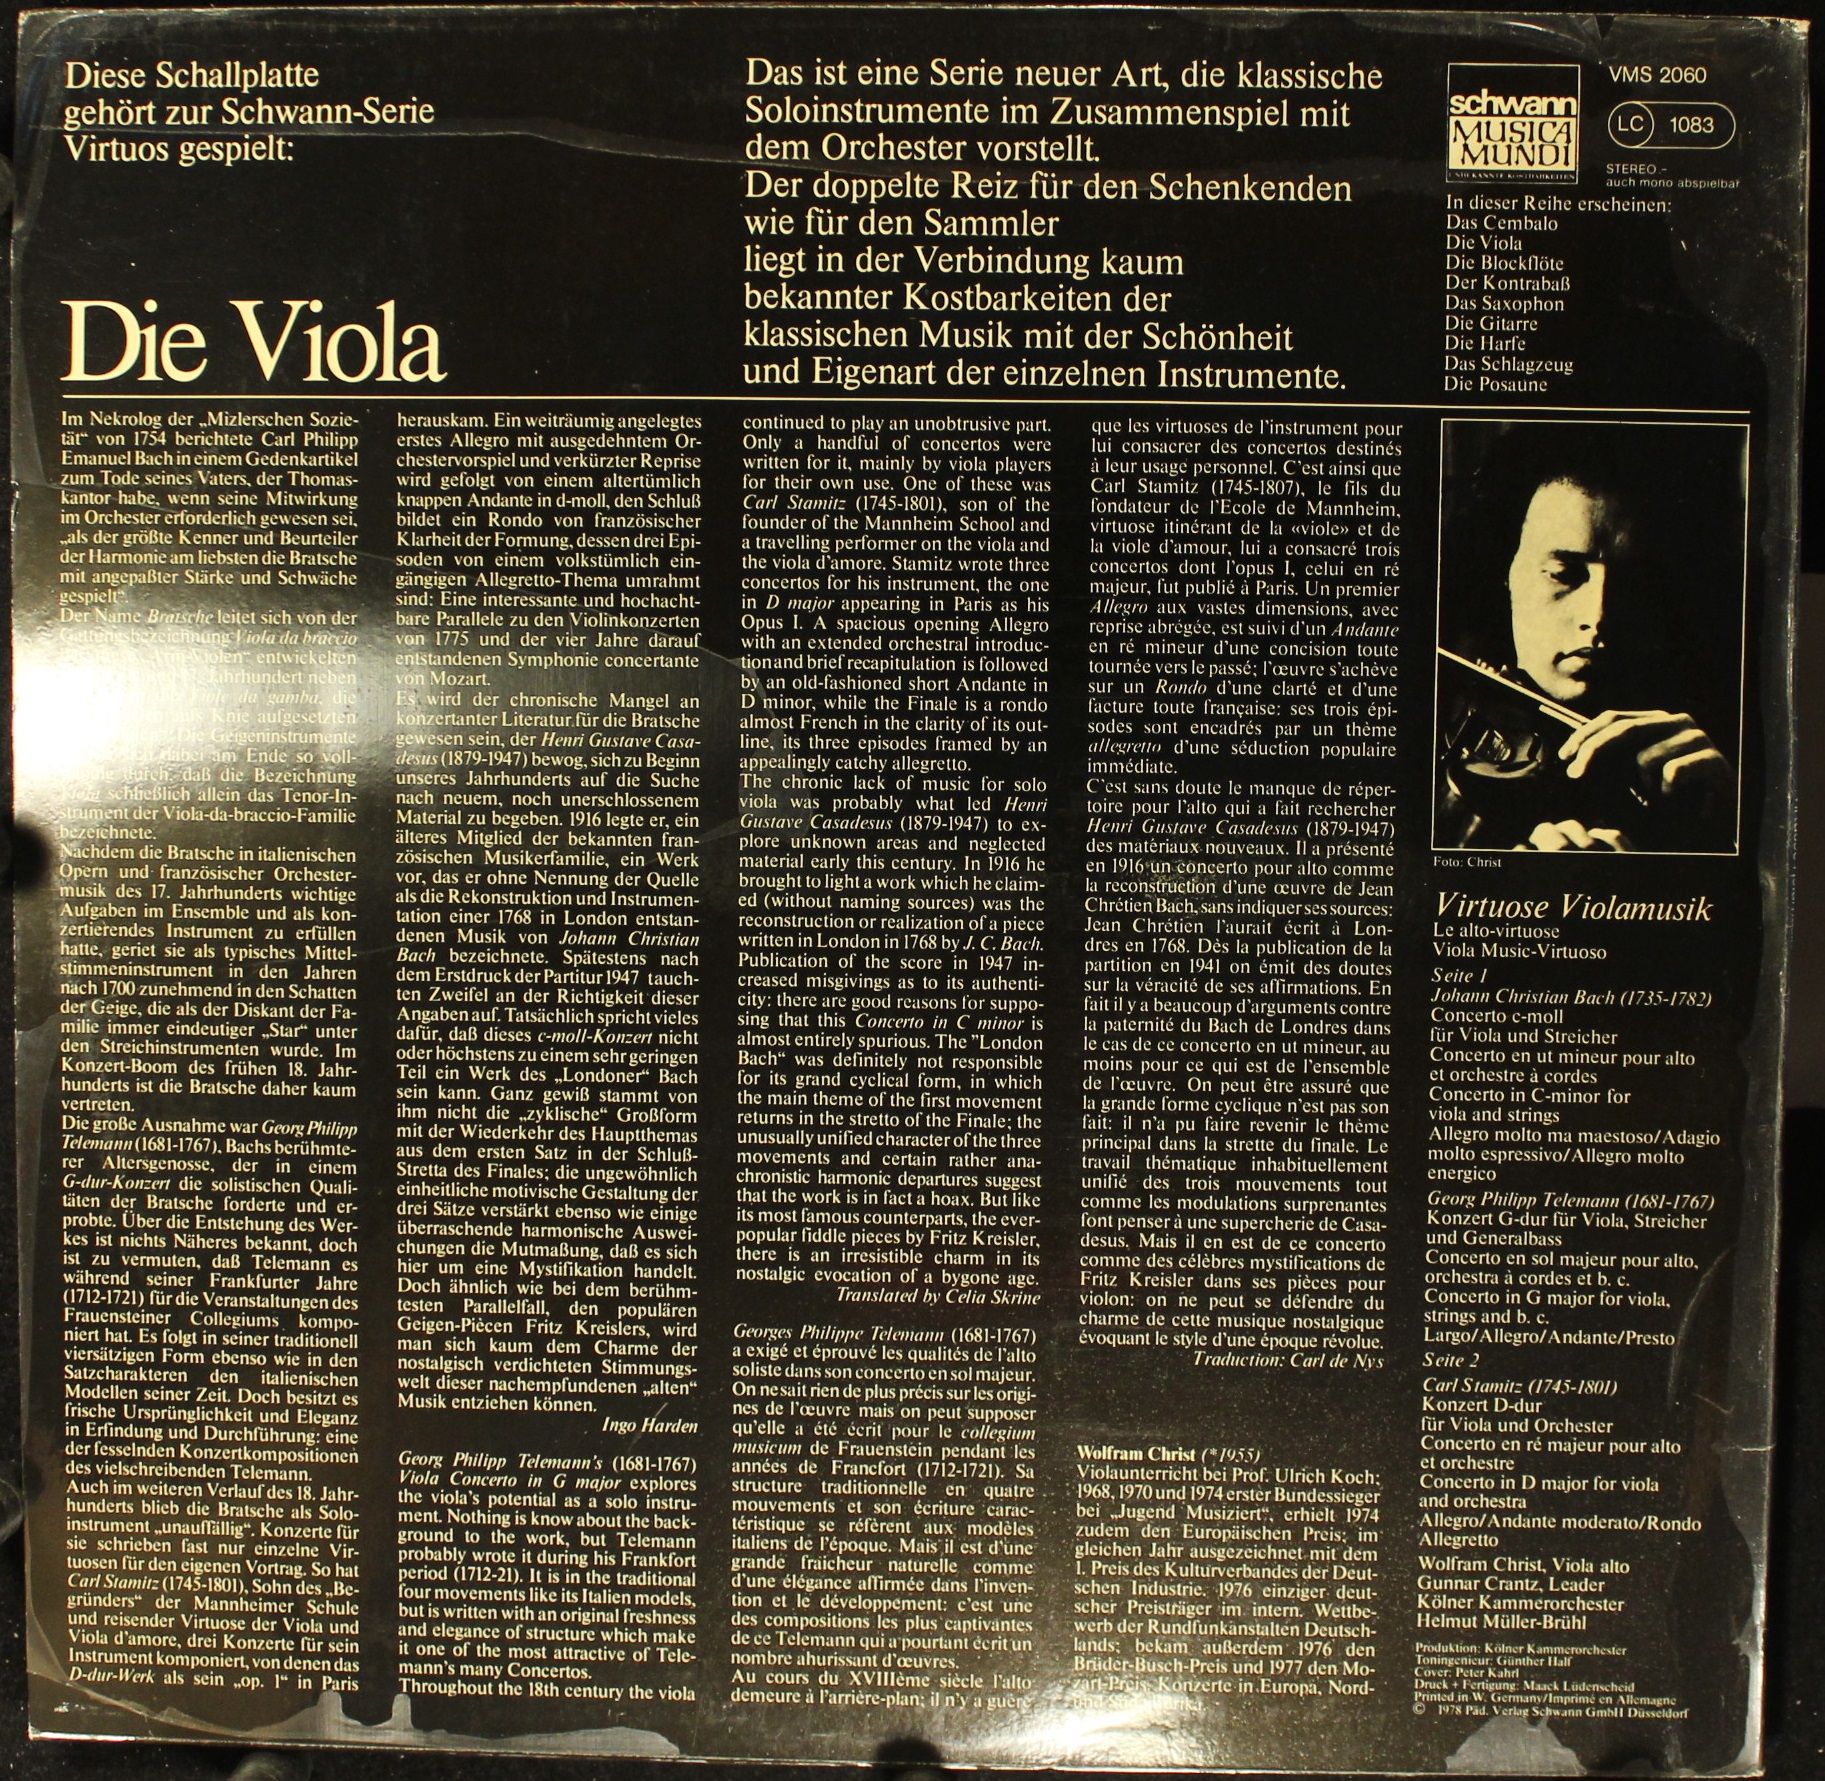 Diese Schallplatte
gehört zur Schwann-Serie
Virtuos gespielt:
Die Viola
Das ist eine Serie neuer Art, die klassische
Soloinstrumente im Zusammenspiel mit
dem Orchester vorstellt.
Der doppelte Reiz für den Schenkenden
wie für den Sammler
liegt in der Verbindung kaum
bekannter Kostbarkeiten der
klassischen Musik mit der Schönheit
und Eigenart der einzelnen Instrumente.
schwann
MUSICA
MUNDI
VMS 2060
LC 1083
STEREO -
auch mono abspielbar
In dieser Reihe erscheinen:
Das Cembalo
Die Viola
Die Blockflöte
Der Kontrabaß
Das Saxophon
Die Gitarre
Die Harfe
Das Schlagzeug
Die Posaune
Im Nekrolog der „Mizlerschen Sozie-
tät“ von 1754 berichtete Carl Philipp
Emanuel Bach in einem Gedenkartikel
zum Tode seines Vaters, der Thomas-
kantor habe, wenn seine Mitwirkung
im Orchester erforderlich gewesen sei,
„als der größte Kenner und Beurteiler
der Harmonie am liebsten die Bratsche
mit angepaßter Stärke und Schwäche
gespielt“.
Der Name Bratsche leitet sich von der
Gattungsbezeichnung Viola da braccio
entwickelten
Jahrhundert neben
Viole da gamba, die
Knie aufgesetzten
Die Geigeninstrumente
dabei am Ende so voll-
durch, daß die Bezeichnung
Viola schließlich allein das Tenor-In-
strument der Viola-da-braccio-Familie
bezeichnete.
Nachdem die Bratsche in italienischen
Opern und französischer Orchester-
musik des 17. Jahrhunderts wichtige
Aufgaben im Ensemble und als kon-
zertierendes Instrument zu erfüllen
hatte, geriet sie als typisches Mittel-
stimmeninstrument in den Jahren
nach 1700 zunehmend in den Schatten
der Geige, die als der Diskant der Fa-
milie immer eindeutiger „Star“ unter
den Streichinstrumenten wurde. Im
Konzert-Boom des frühen 18. Jahr-
hunderts ist die Bratsche daher kaum
vertreten.
Die große Ausnahme war Georg Philipp
Telemann (1681-1767), Bachs berühmte-
rer Altersgenosse, der in einem
G-dur-Konzert die solistischen Quali-
täten der Bratsche forderte und er-
probte. Über die Entstehung des Wer-
kes ist nichts Näheres bekannt, doch
ist zu vermuten, daß Telemann es
während seiner Frankfurter Jahre
(1712-1721) für die Veranstaltungen des
Frauensteiner Collegiums kompo-
niert hat. Es folgt in seiner traditionell
viersätzigen Form ebenso wie in den
Satzcharakteren den italienischen
Modellen seiner Zeit. Doch besitzt es
frische Ursprünglichkeit und Eleganz
in Erfindung und Durchführung: eine
der fesselnden Konzertkompositionen
des vielschreibenden Telemann.
Auch im weiteren Verlauf des 18. Jahr-
hunderts blieb die Bratsche als Solo-
instrument „unauffällig“. Konzerte für
sie schrieben fast nur einzelne Vir-
tuosen für den eigenen Vortrag. So hat
Carl Stamitz (1745-1801), Sohn des „Be-
gründers“ der Mannheimer Schule
und reisender Virtuose der Viola und
Viola d'amore, drei Konzerte für sein
Instrument komponiert, von denen das
D-dur-Werk als sein „op. 1“ in Paris
herauskam. Ein weiträumig angelegtes
erstes Allegro mit ausgedehntem Or-
chestervorspiel und verkürzter Reprise
wird gefolgt von einem altertümlich
knappen Andante in d-moll, den Schluß
bildet ein Rondo von französischer
Klarheit der Formung, dessen drei Epi-
soden von einem volkstümlich ein-
gängigen Allegretto-Thema umrahmt
sind: Eine interessante und hochacht-
bare Parallele zu den Violinkonzerten
von 1775 und der vier Jahre darauf
entstandenen Symphonie concertante
von Mozart.
Es wird der chronische Mangel an
konzertanter Literatur für die Bratsche
gewesen sein, der Henri Gustave Casa-
desus (1879-1947) bewog, sich zu Beginn
unseres Jahrhunderts auf die Suche
nach neuem, noch unerschlossenem
Material zu begeben. 1916 legte er, ein
älteres Mitglied der bekannten fran-
zösischen Musikerfamilie, ein Werk
vor, das er ohne Nennung der Quelle
als die Rekonstruktion und Instrumen-
tation einer 1768 in London entstan-
denen Musik von Johann Christian
Bach bezeichnete. Spätestens nach
dem Erstdruck der Partitur 1947 tauch-
ten Zweifel an der Richtigkeit dieser
Angaben auf. Tatsächlich spricht vieles
dafür, daß dieses c-moll-Konzert nicht
oder höchstens zu einem sehr geringen
Teil ein Werk des „Londoner“ Bach
sein kann. Ganz gewiß stammt von
ihm nicht die „zyklische“ Großform
mit der Wiederkehr des Hauptthemas
aus dem ersten Satz in der Schluß-
Stretta des Finales; die ungewöhnlich
einheitliche motivische Gestaltung der
drei Sätze verstärkt ebenso wie einige
überraschende harmonische Auswei-
chungen die Mutmaßung, daß es sich
hier um eine Mystifikation handelt.
Doch ähnlich wie bei dem berühm-
testen Parallelfall, den populären
Geigen-Piècen Fritz Kreislers, wird
man sich kaum dem Charme der
nostalgisch verdichteten Stimmungs-
welt dieser nachempfundenen „alten“
Musik entziehen können.
Ingo Harden
Georg Philipp Telemann's (1681-1767)
Viola Concerto in G major explores
the viola's potential as a solo instru-
ment. Nothing is know about the back-
ground to the work, but Telemann
probably wrote it during his Frankfort
period (1712-21). It is in the traditional
four movements like its Italien models,
but is written with an original freshness
and elegance of structure which make
it one of the most attractive of Tele-
mann's many Concertos.
Throughout the 18th century the viola
continued to play an unobtrusive part.
Only a handful of concertos were
written for it, mainly by viola players
for their own use. One of these was
Carl Stamitz (1745-1801), son of the
founder of the Mannheim School and
a travelling performer on the viola and
the viola d'amore. Stamitz wrote three
concertos for his instrument, the one
in D major appearing in Paris as his
Opus I. A spacious opening Allegro
with an extended orchestral introduc-
tion and brief recapitulation is followed
by an old-fashioned short Andante in
D minor, while the Finale is a rondo
almost French in the clarity of its out-
line, its three episodes framed by an
appealingly catchy allegretto.
The chronic lack of music for solo
viola was probably what led Henri
Gustave Casadesus (1879-1947) to ex-
plore unknown areas and neglected
material early this century. In 1916 he
brought to light a work which he claim-
ed (without naming sources) was the
reconstruction or realization of a piece
written in London in 1768 by J. C. Bach.
Publication of the score in 1947 in-
creased misgivings as to its authenti-
city: there are good reasons for suppo-
sing that this Concerto in C minor is
almost entirely spurious. The "London
Bach“ was definitely not responsible
for its grand cyclical form, in which
the main theme of the first movement
returns in the stretto of the Finale; the
unusually unified character of the three
movements and certain rather ana-
chronistic harmonic departures suggest
that the work is in fact a hoax. But like
its most famous counterparts, the ever-
popular fiddle pieces by Fritz Kreisler,
there is an irresistible charm in its
nostalgic evocation of a bygone age.
Translated by Celia Skrine
Georges Philippe Telemann (1681-1767)
a exigé et éprouvé les qualités de l'alto
soliste dans son concerto en sol majeur.
On ne sait rien de plus précis sur les origi-
nes de l'œuvre mais on peut supposer
qu'elle a été écrit pour le collegium
musicum de Frauenstein pendant les
années de Francfort (1712-1721). Sa
structure traditionnelle en quatre
mouvements et son écriture carac-
téristique se réfèrent aux modèles
italiens de l'époque. Mais il est d'une
grande fraicheur naturelle comme
d'une élégance affirmée dans l'inven-
tion et le développement: c'est une
des compositions les plus captivantes
de ce Telemann qui a pourtant écrit un
nombre ahurissant d'œuvres.
Au cours du XVIIIème siècle l'alto
demeure à l'arrière-plan; il n'y a guère
que les virtuoses de l'instrument pour
lui consacrer des concertos destinés
à leur usage personnel. C'est ainsi que
Carl Stamitz (1745-1807), le fils du
fondateur de l'Ecole de Mannheim,
virtuose itinérant de la «viole» et de
la viole d'amour, lui a consacré trois
concertos dont l'opus I, celui en ré
majeur, fut publié à Paris. Un premier
Allegro aux vastes dimensions, avec
reprise abrégée, est suivi d'un Andante
en ré mineur d'une concision toute
tournée vers le passé; l'œuvre s'achève
sur un Rondo d'une clarté et d'une
facture toute française: ses trois épi-
sodes sont encadrés par un thème
allegretto d'une séduction populaire
immédiate.
C'est sans doute le manque de réper-
toire pour l'alto qui a fait rechercher
Henri Gustave Casadesus (1879-1947)
des matériaux nouveaux. Il a présenté
en 1916 un concerto pour alto comme
la reconstruction d'une œuvre de Jean
Chrétien Bach, sans indiquer ses sources:
Jean Chrétien l'aurait écrit à Lon-
dres en 1768. Dès la publication de la
partition en 1941 on émit des doutes
sur la véracité de ses affirmations. En
fait il y a beaucoup d'arguments contre
la paternité du Bach de Londres dans
le cas de ce concerto en ut mineur, au
moins pour ce qui est de l'ensemble
de l'œuvre. On peut être assuré que
la grande forme cyclique n'est pas son
fait: il n'a pu faire revenir le thème
principal dans la strette du finale. Le
travail thématique inhabituellement
unifié des trois mouvements tout
comme les modulations surprenantes
font penser à une supercherie de Casa-
desus. Mais il en est de ce concerto
comme des célèbres mystifications de
Fritz Kreisler dans ses pièces pour
violon: on ne peut se défendre du
charme de cette musique nostalgique
évoquant le style d'une époque révolue.
Traduction: Carl de Nys
Wolfram Christ (*1955)
Violaunterricht bei Prof. Ulrich Koch;
1968, 1970 und 1974 erster Bundessieger
bei „Jugend Musiziert“, erhielt 1974
zudem den Europäischen Preis; im
gleichen Jahr ausgezeichnet mit dem
1. Preis des Kulturverbandes der Deut-
schen Industrie. 1976 einziger deut-
scher Preisträger im intern. Wettbe-
werb der Rundfunkanstalten Deutsch-
lands; bekam außerdem 1976 den
Brüder-Busch-Preis und 1977 den Mo-
zart-Preis. Konzerte in Europa, Nord-
und Südamerika.
Foto: Christ
Virtuose Violamusik
Le alto-virtuose
Viola Music-Virtuoso
Seite 1
Johann Christian Bach (1735-1782)
Concerto c-moll
für Viola und Streicher
Concerto en ut mineur pour alto
et orchestre à cordes
Concerto in C-minor for
viola and strings
Allegro molto ma maestoso/Adagio
molto espressivo/Allegro molto
energico
Georg Philipp Telemann (1681-1767)
Konzert G-dur für Viola, Streicher
und Generalbass
Concerto en sol majeur pour alto,
orchestra à cordes et b. c.
Concerto in G major for viola,
strings and b. c.
Largo/Allegro/Andante/Presto
Seite 2
Carl Stamitz (1745-1801)
Konzert D-dur
für Viola und Orchester
Concerto en ré majeur pour alto
et orchestre
Concerto in D major for viola
and orchestra
Allegro/Andante moderato/Rondo
Allegretto
Wolfram Christ, Viola alto
Gunnar Crantz, Leader
Kölner Kammerorchester
Helmut Müller-Brühl
Produktion: Kölner Kammerorchester
Toningenieur: Günther Half
Cover: Peter Kahrl
Druck + Fertigung: Maack Lüdenscheid
Printed in W. Germany/Imprimé en Allemagne
© 1978 Päd. Verlag Schwann GmbH Düsseldorf